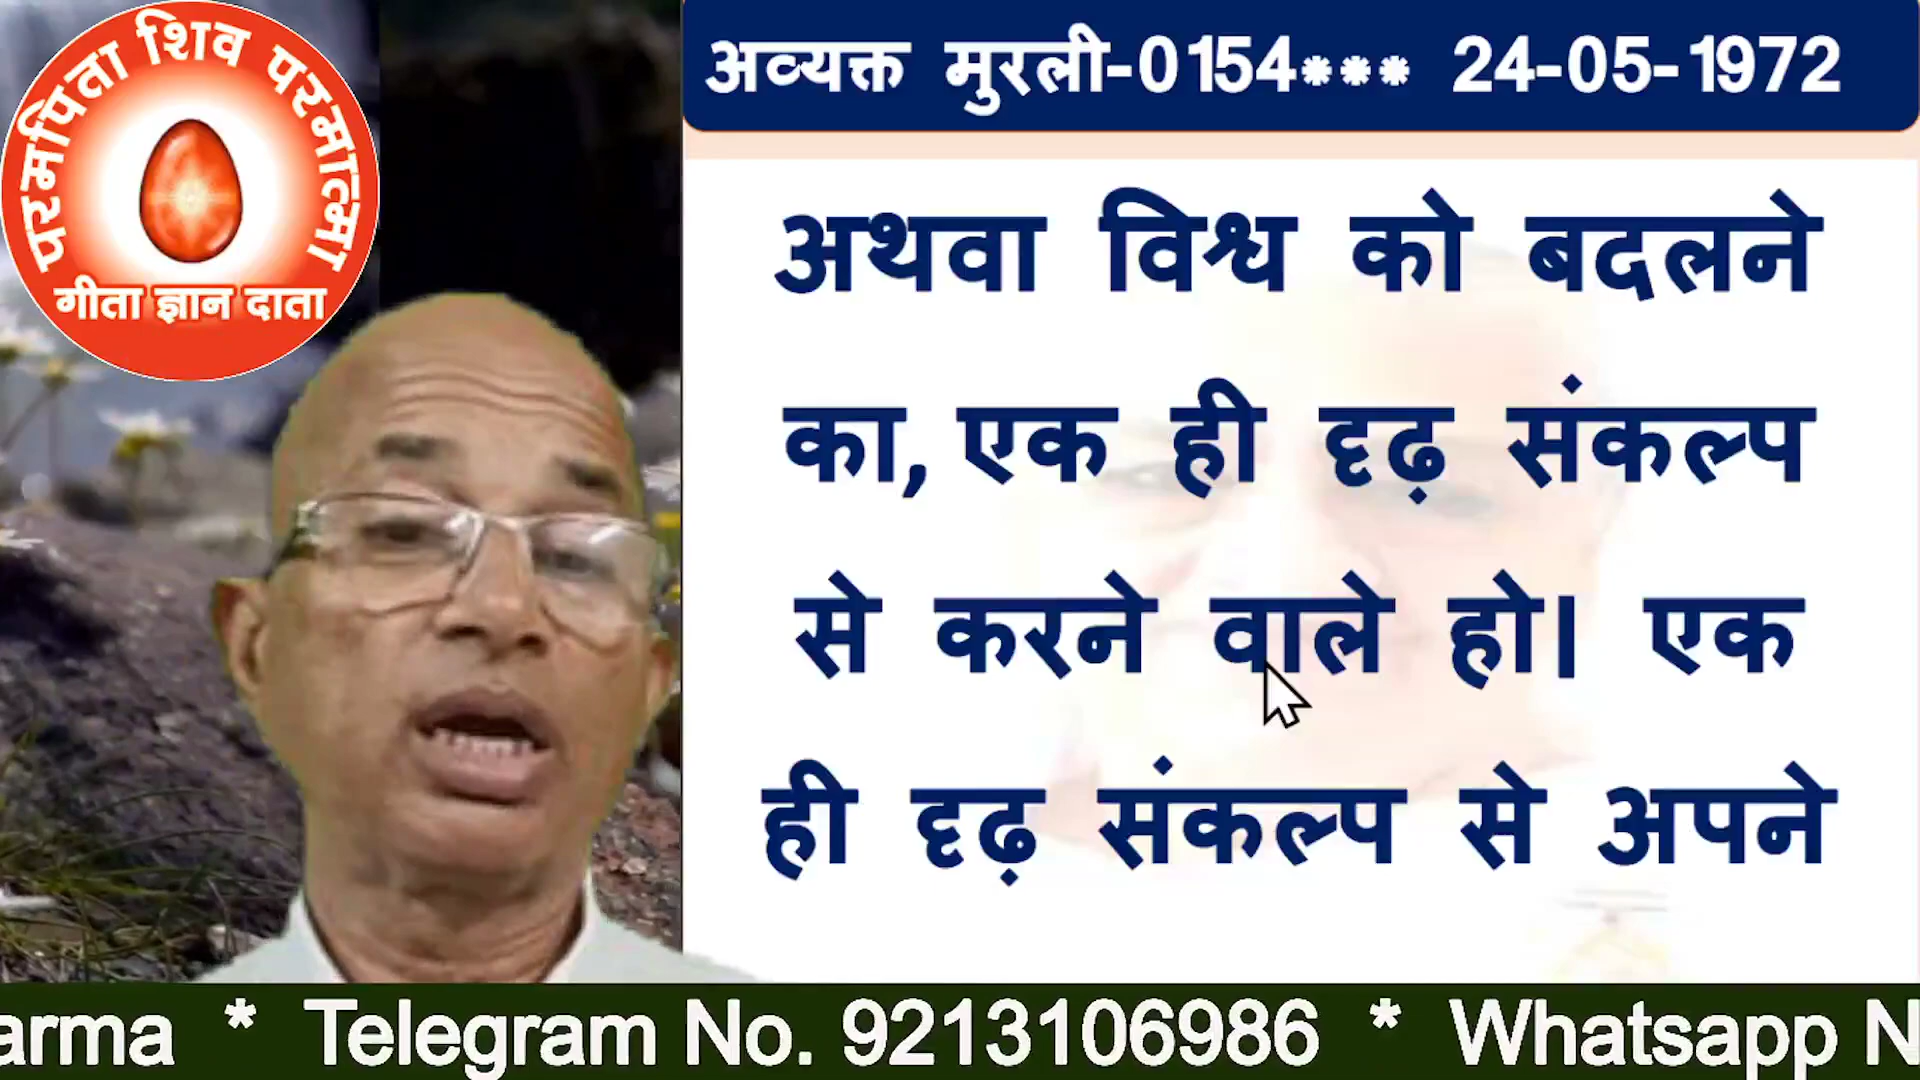 परमपिता शिव परमात्मा
गीता ज्ञान दाता
अव्यक्त मुरली-0154*** 24-05-1972
अथवा विश्व को बदलने
का, एक ही दृढ़ संकल्प
से करने वाले हो। एक
ही दृढ़ संकल्प से अपने
arma * Telegram No. 9213106986 * Whatsapp N